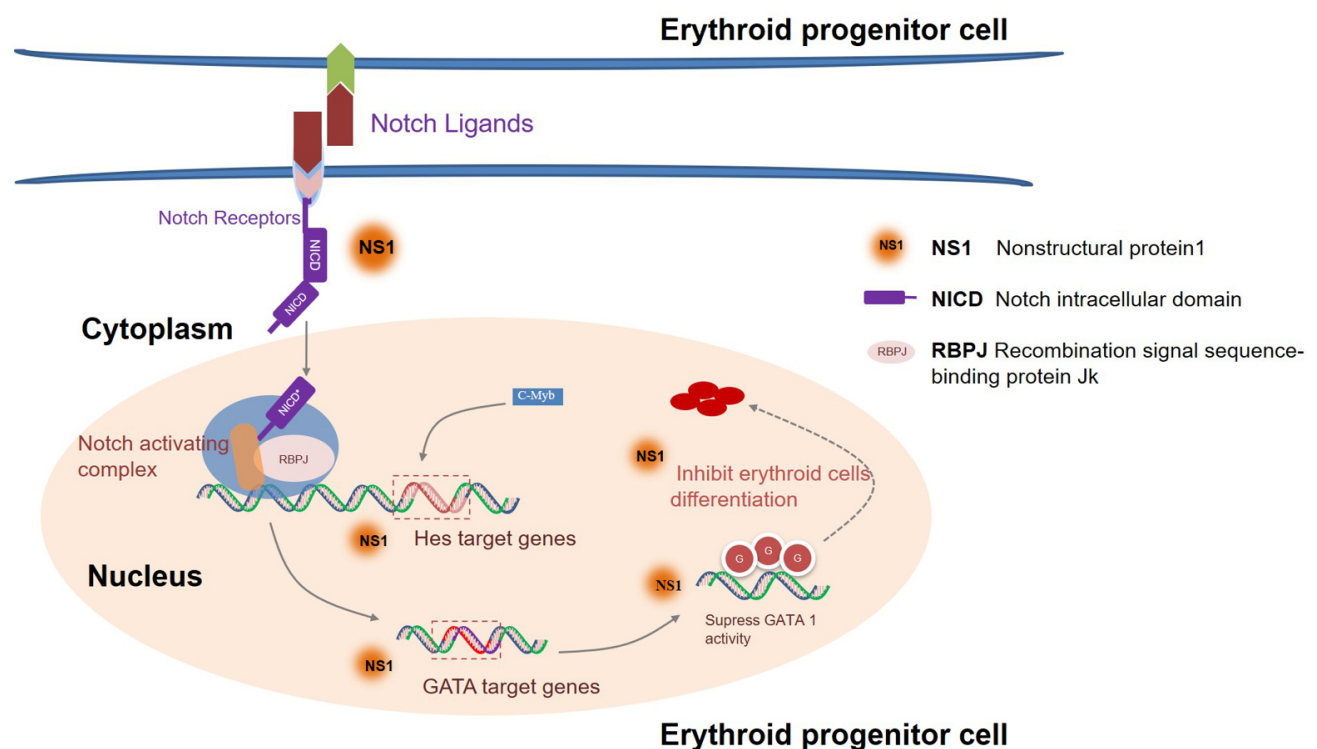 Erythroid progenitor cell
Notch Ligands
Notch Receptors
NICD
NS1
NICD
Cytoplasm
NS1 NS1 Nonstructural protein1
NICD Notch intracellular domain
RBPJ RBPJ Recombination signal sequence-
binding protein Jk
NICD*
C-Myb
Notch activating
complex
RBPJ
NS1
Inhibit erythroid cells
differentiation
NS1
Hes target genes
Nucleus
G G G
NS1
Supress GATA 1
activity
NS1
GATA target genes
Erythroid progenitor cell